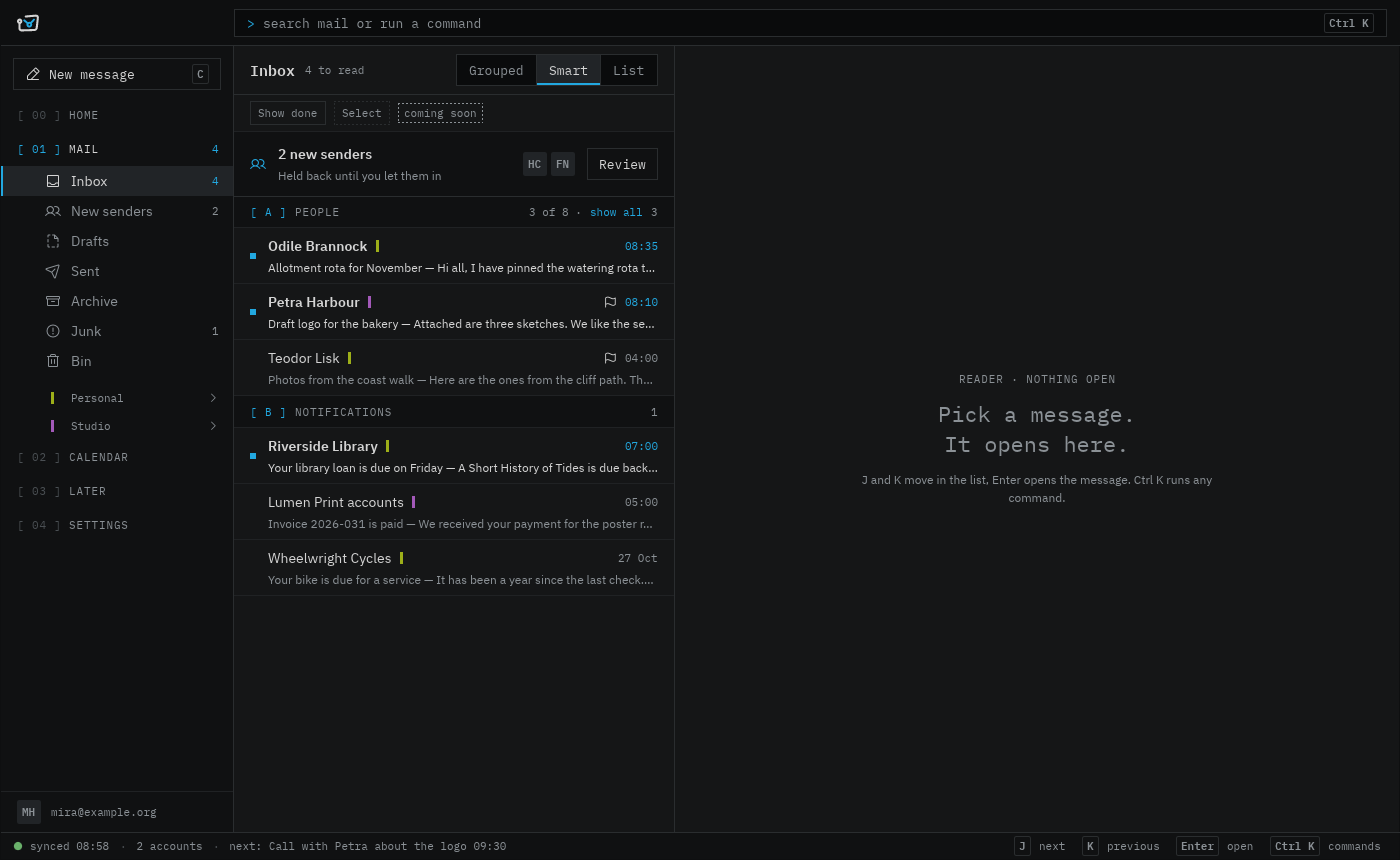 > search mail or run a command Ctrl K
New message C
[ 00 ] HOME
[ 01 ] MAIL 4
Inbox 4
New senders 2
Drafts
Sent
Archive
Junk 1
Bin
Personal
Studio
[ 02 ] CALENDAR
[ 03 ] LATER
[ 04 ] SETTINGS
MH mira@example.org
Inbox 4 to read Grouped Smart List
Show done Select coming soon
2 new senders
Held back until you let them in
HC FN Review
[ A ] PEOPLE 3 of 8 · show all 3
Odile Brannock 08:35
Allotment rota for November — Hi all, I have pinned the watering rota t…
Petra Harbour 08:10
Draft logo for the bakery — Attached are three sketches. We like the se…
Teodor Lisk 04:00
Photos from the coast walk — Here are the ones from the cliff path. Th…
[ B ] NOTIFICATIONS 1
Riverside Library 07:00
Your library loan is due on Friday — A Short History of Tides is due back…
Lumen Print accounts 05:00
Invoice 2026-031 is paid — We received your payment for the poster r…
Wheelwright Cycles 27 Oct
Your bike is due for a service — It has been a year since the last check.…
READER · NOTHING OPEN
Pick a message.
It opens here.
J and K move in the list, Enter opens the message. Ctrl K runs any
command.
synced 08:58 · 2 accounts · next: Call with Petra about the logo 09:30
J next K previous Enter open Ctrl K commands